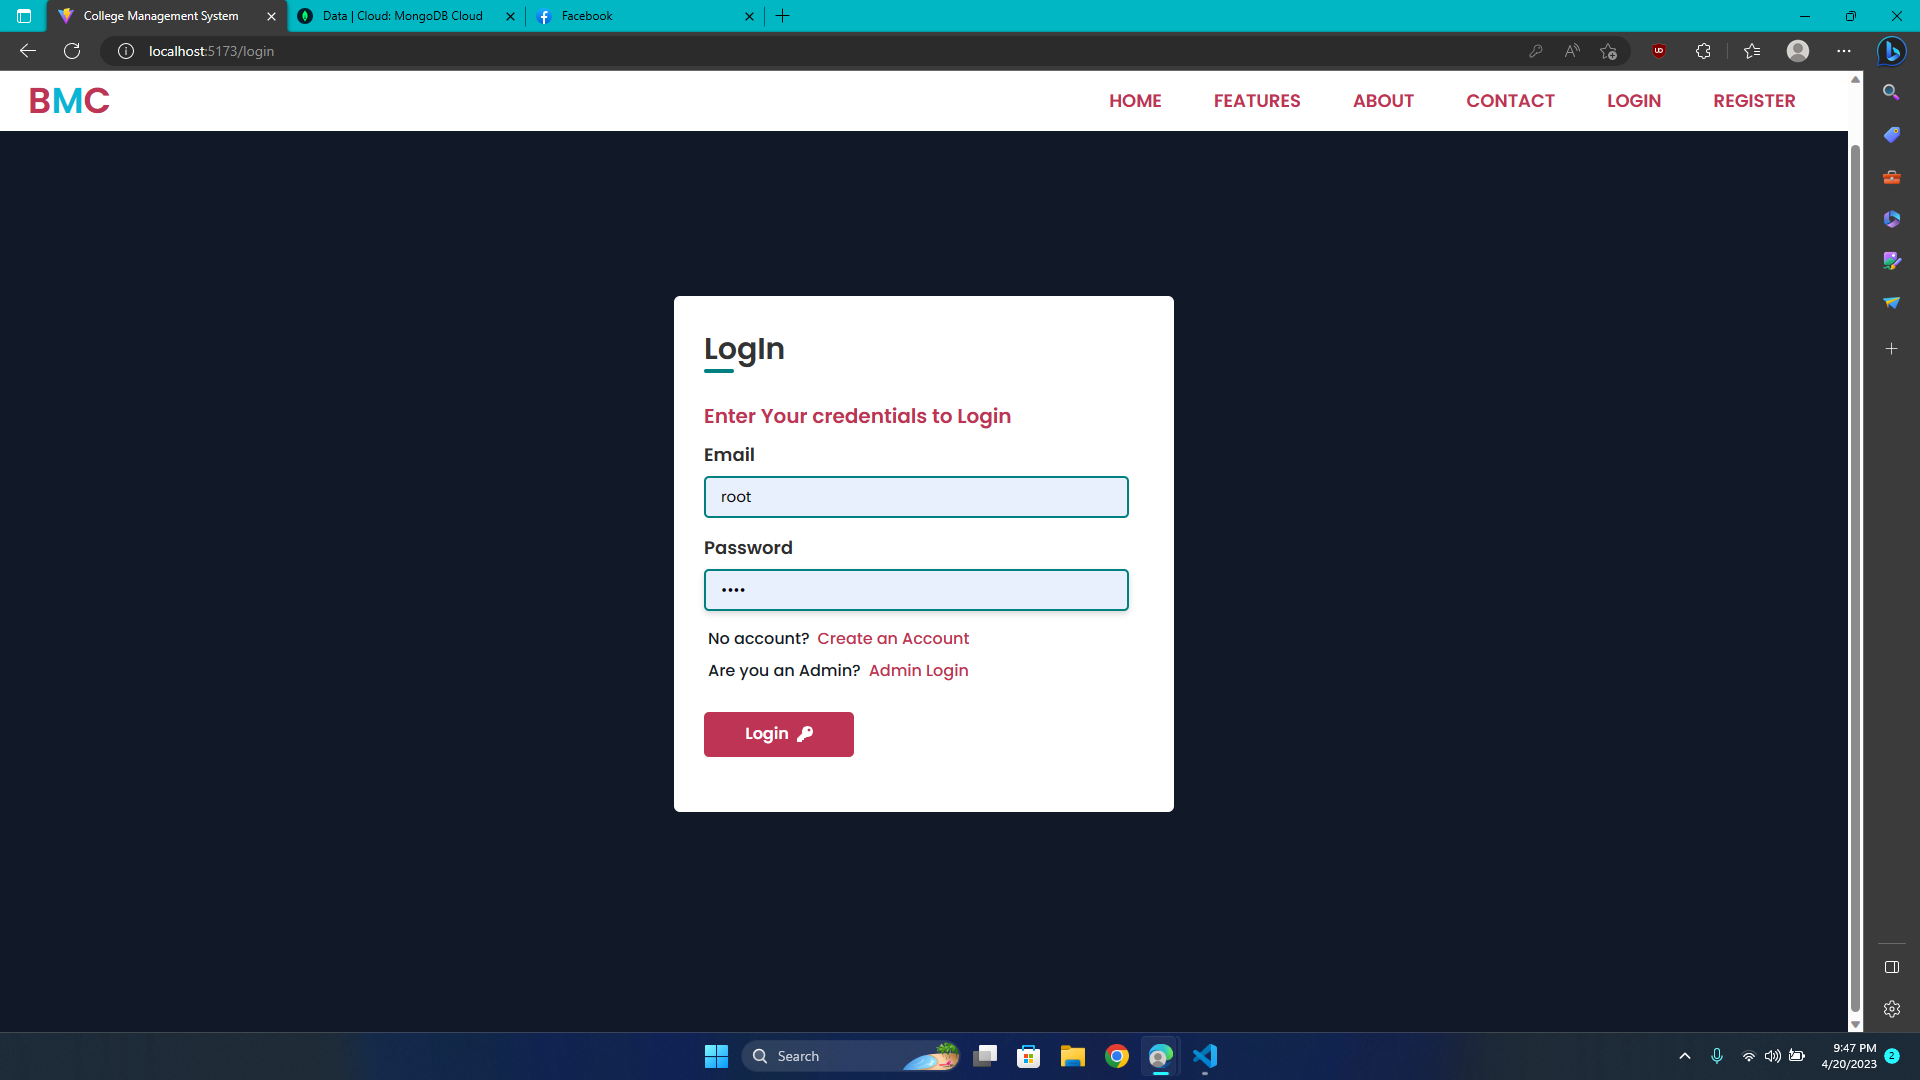 College Management System
Data | Cloud: MongoDB Cloud
Facebook
localhost:5173/login
BMC
HOME
FEATURES
ABOUT
CONTACT
LOGIN
REGISTER
LogIn
Enter Your credentials to Login
Email
root
Password
••••
No account? Create an Account
Are you an Admin? Admin Login
Login
Search
9:47 PM
4/20/2023
2